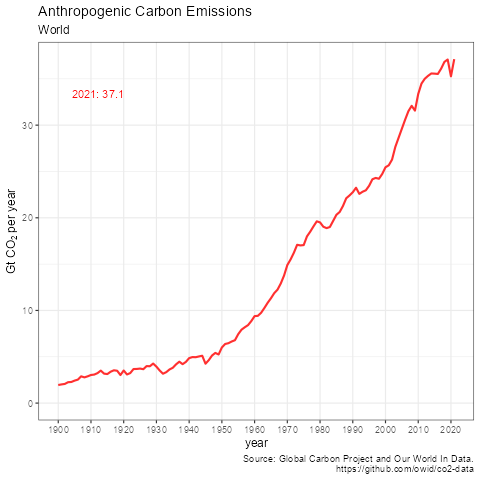 Anthropogenic Carbon Emissions
World
2021: 37.1
30
20
10
0
Gt CO₂ per year
1900 1910 1920 1930 1940 1950 1960 1970 1980 1990 2000 2010 2020
year
Source: Global Carbon Project and Our World In Data.
https://github.com/owid/co2-data